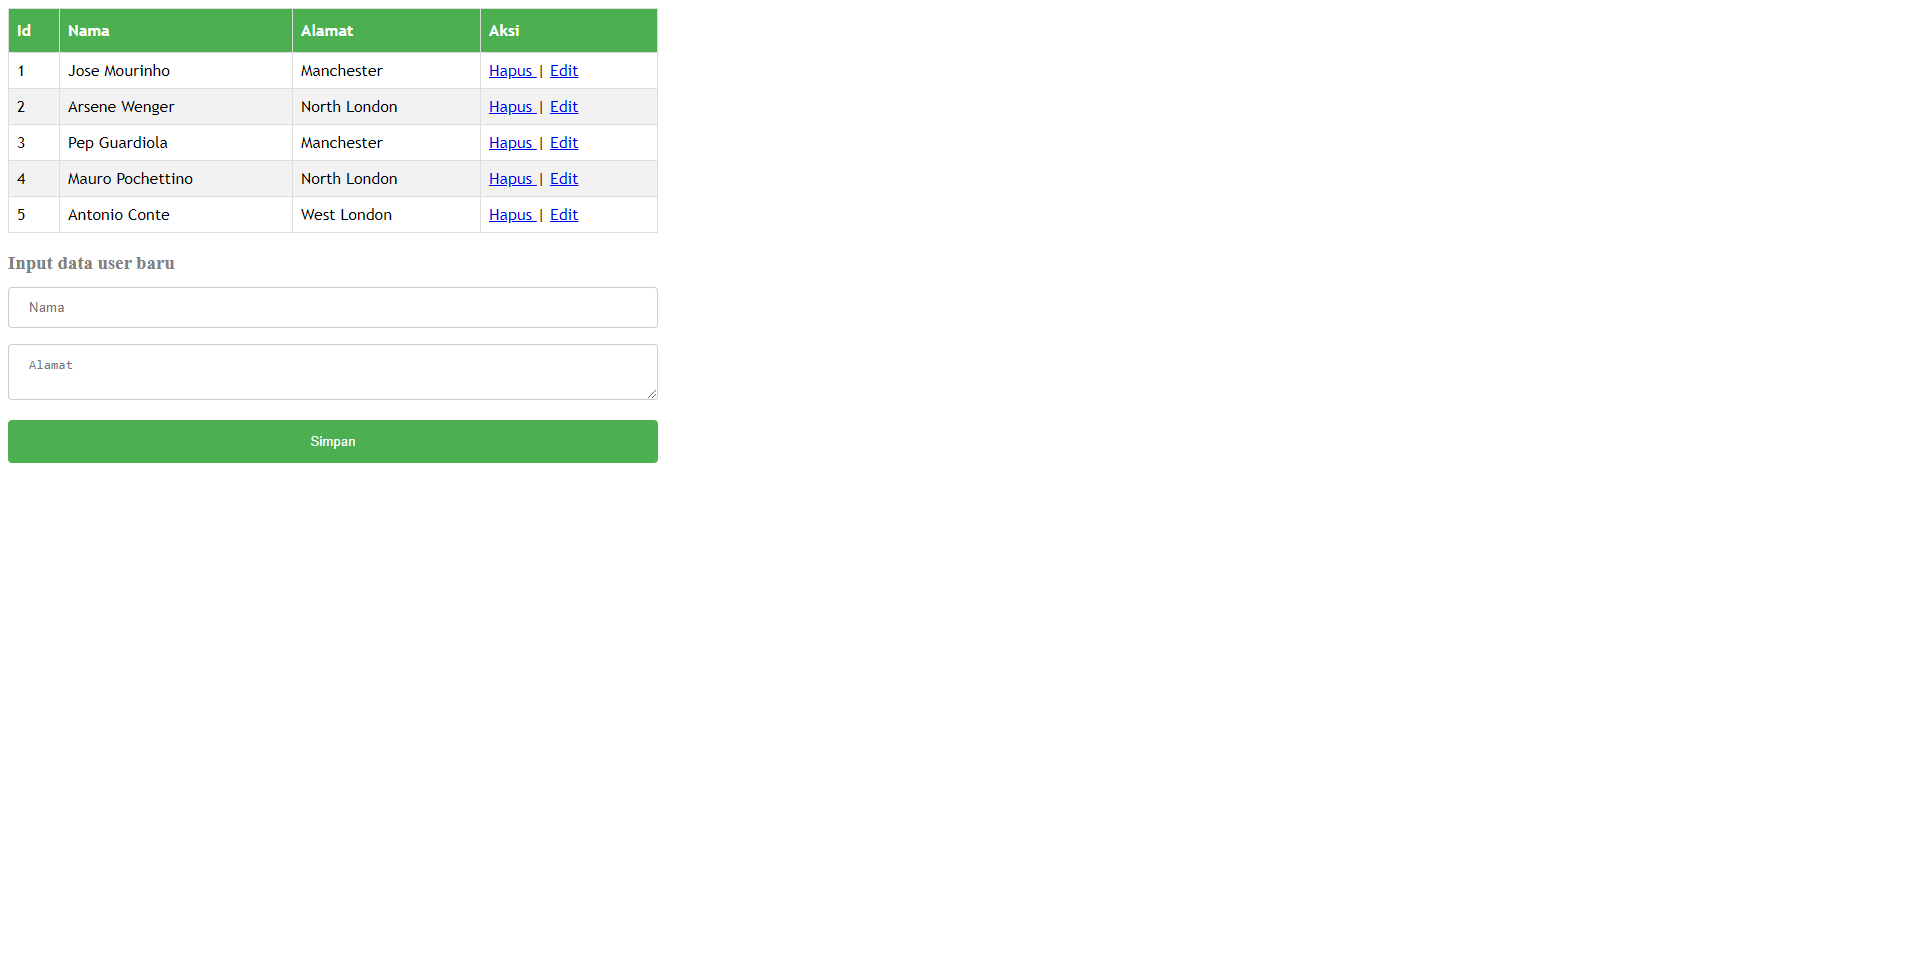 Id Nama Alamat Aksi
1 Jose Mourinho Manchester Hapus | Edit
2 Arsene Wenger North London Hapus | Edit
3 Pep Guardiola Manchester Hapus | Edit
4 Mauro Pochettino North London Hapus | Edit
5 Antonio Conte West London Hapus | Edit
Input data user baru
Nama
Alamat
Simpan